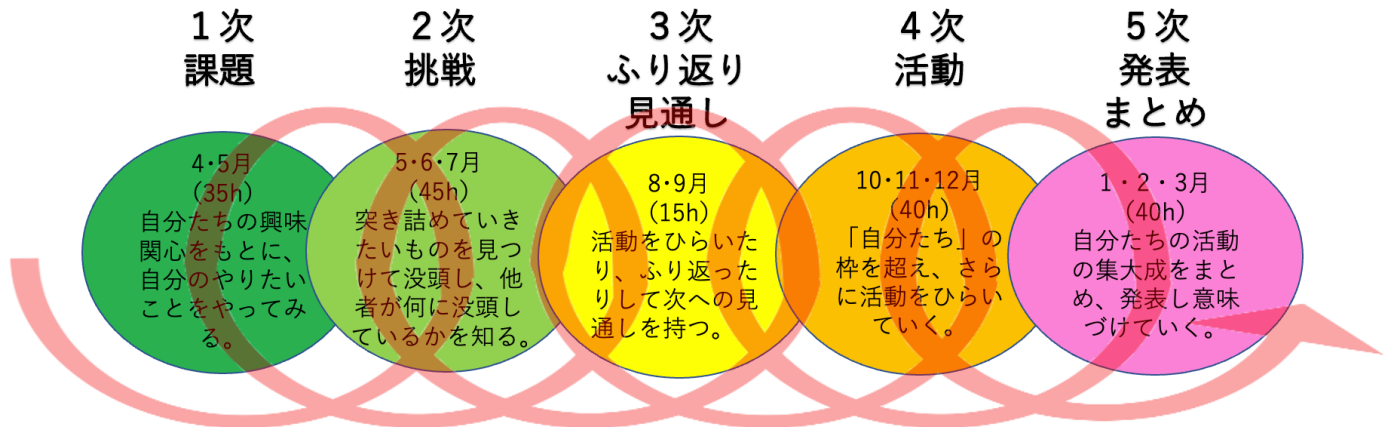 1次
課題
4・5月
(35h)
自分たちの興味
関心をもとに、
自分のやりたい
ことをやってみ
る。
2次
挑戦
5・6・7月
(45h)
突き詰めていき
たいものを見つ
けて没頭し、他
者が何に没頭し
ているかを知る。
3次
ふり返り
見通し
8・9月
(15h)
活動をひらいた
り、ふり返った
りして次への見
通しを持つ。
4次
活動
10・11・12月
(40h)
「自分たち」の
枠を超え、さら
に活動をひらい
ていく。
5次
発表
まとめ
1・2・3月
(40h)
自分たちの活動
の集大成をまと
め、発表し意味
づけていく。